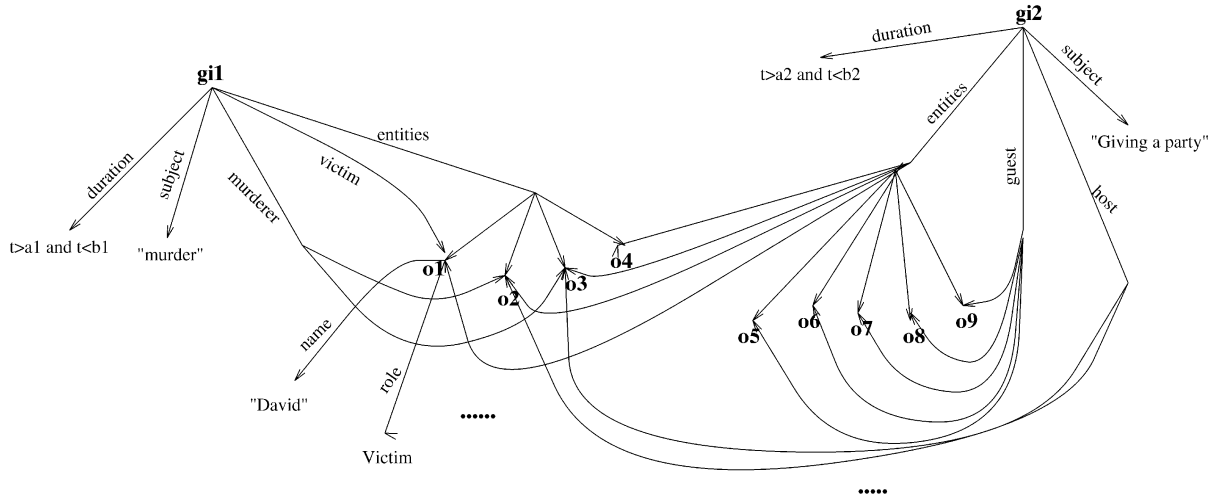 gi2
duration
subject
t>a2 and t<b2
gi1
entities
entities
"Giving a party"
duration
subject
victim
murderer
guest
host
t>a1 and t<b1
"murder"
o1
o2
o3
o4
o5
o6
o7
o8
o9
name
role
"David"
......
Victim
.....